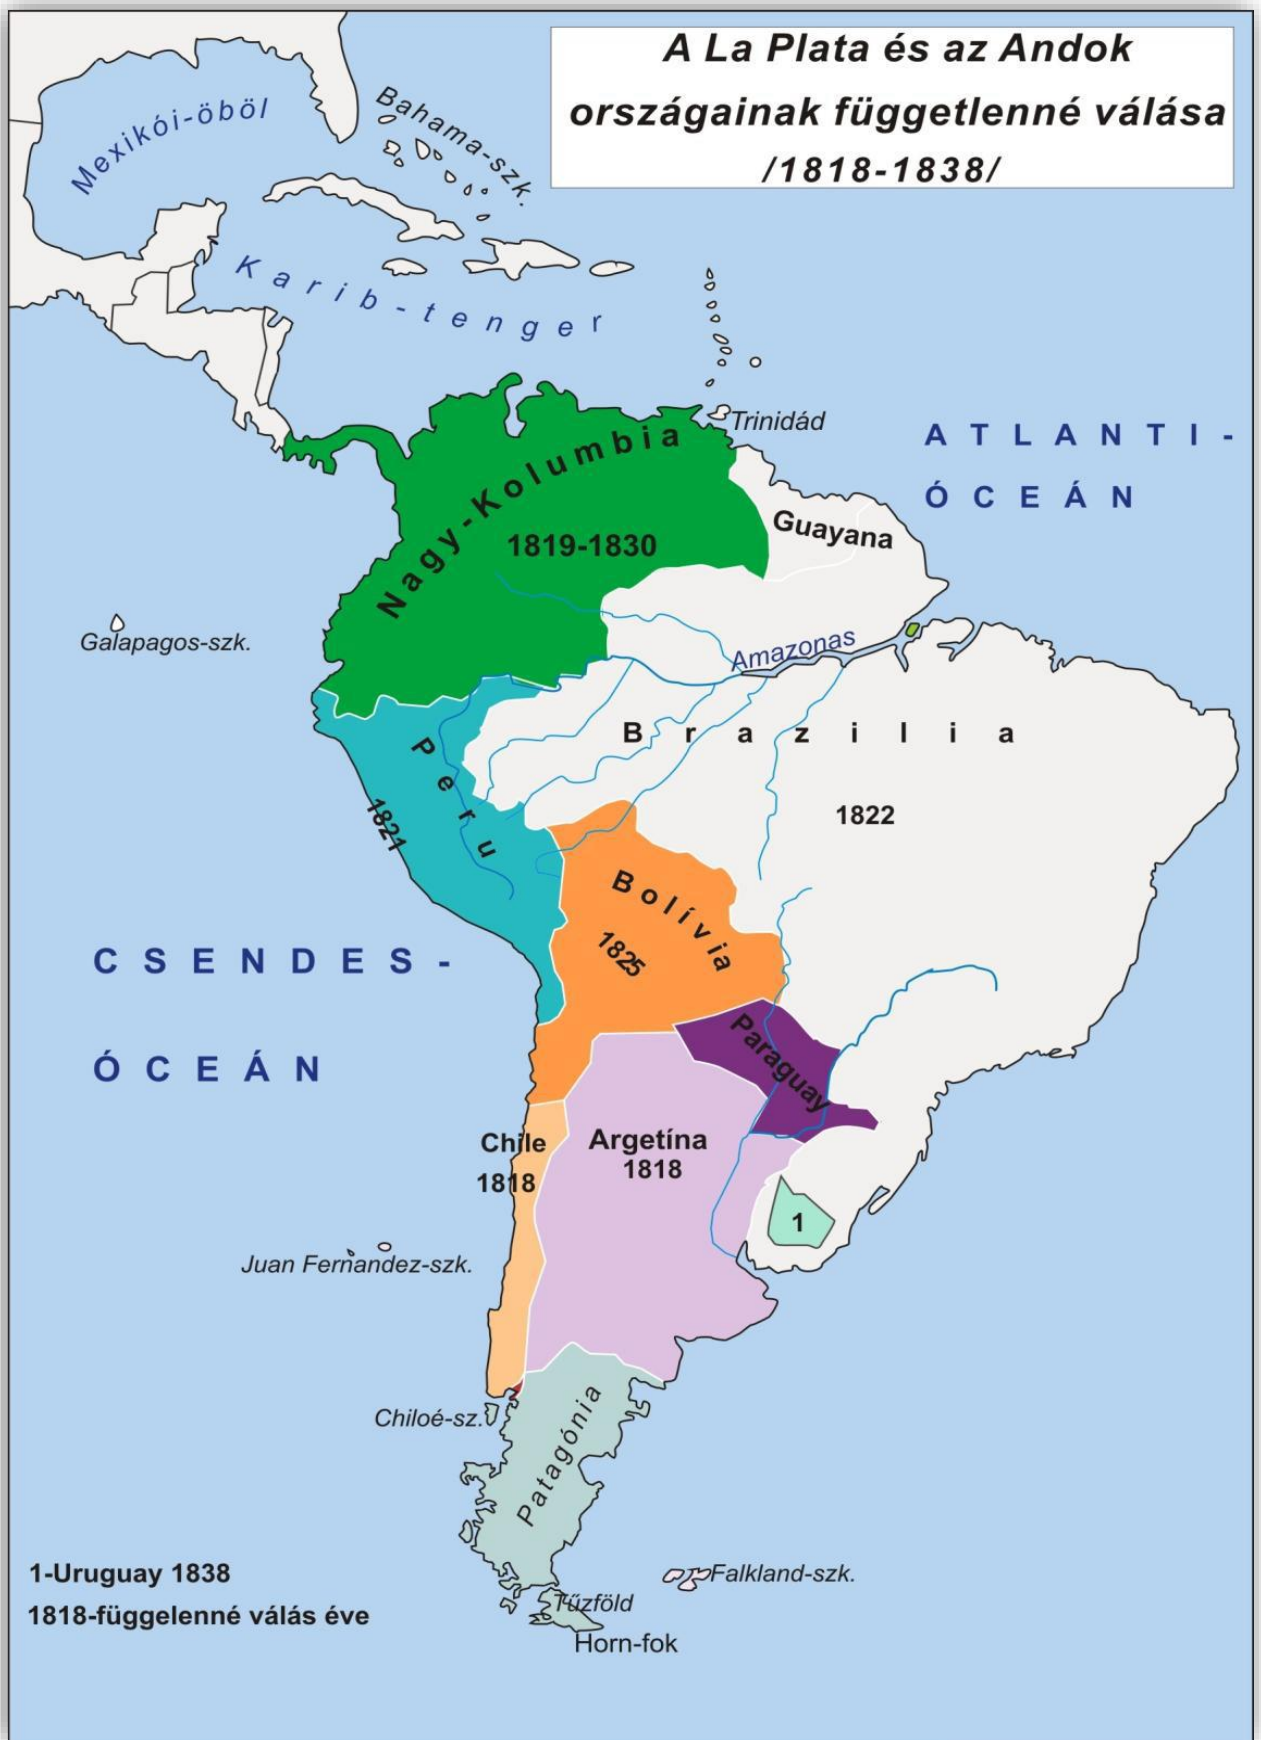 A La Plata és az Andok
országainak függetlenné válása
/1818-1838/
Mexikói-öböl
Bahama-szk.
Karib-tenger
Trinidád
ATLANTI-
ÓCEÁN
Nagy-Kolumbia
1819-1830
Guayana
Galapagos-szk.
Amazonas
Brazilia
1822
Peru
1821
Bolívia
1825
CSENDES-
ÓCEÁN
Paraguay
Chile
1818
Argetína
1818
1
Juan Fernandez-szk.
Chiloé-sz.
Patagónia
Falkland-szk.
Tűzföld
Horn-fok
1-Uruguay 1838
1818-függelenné válás éve